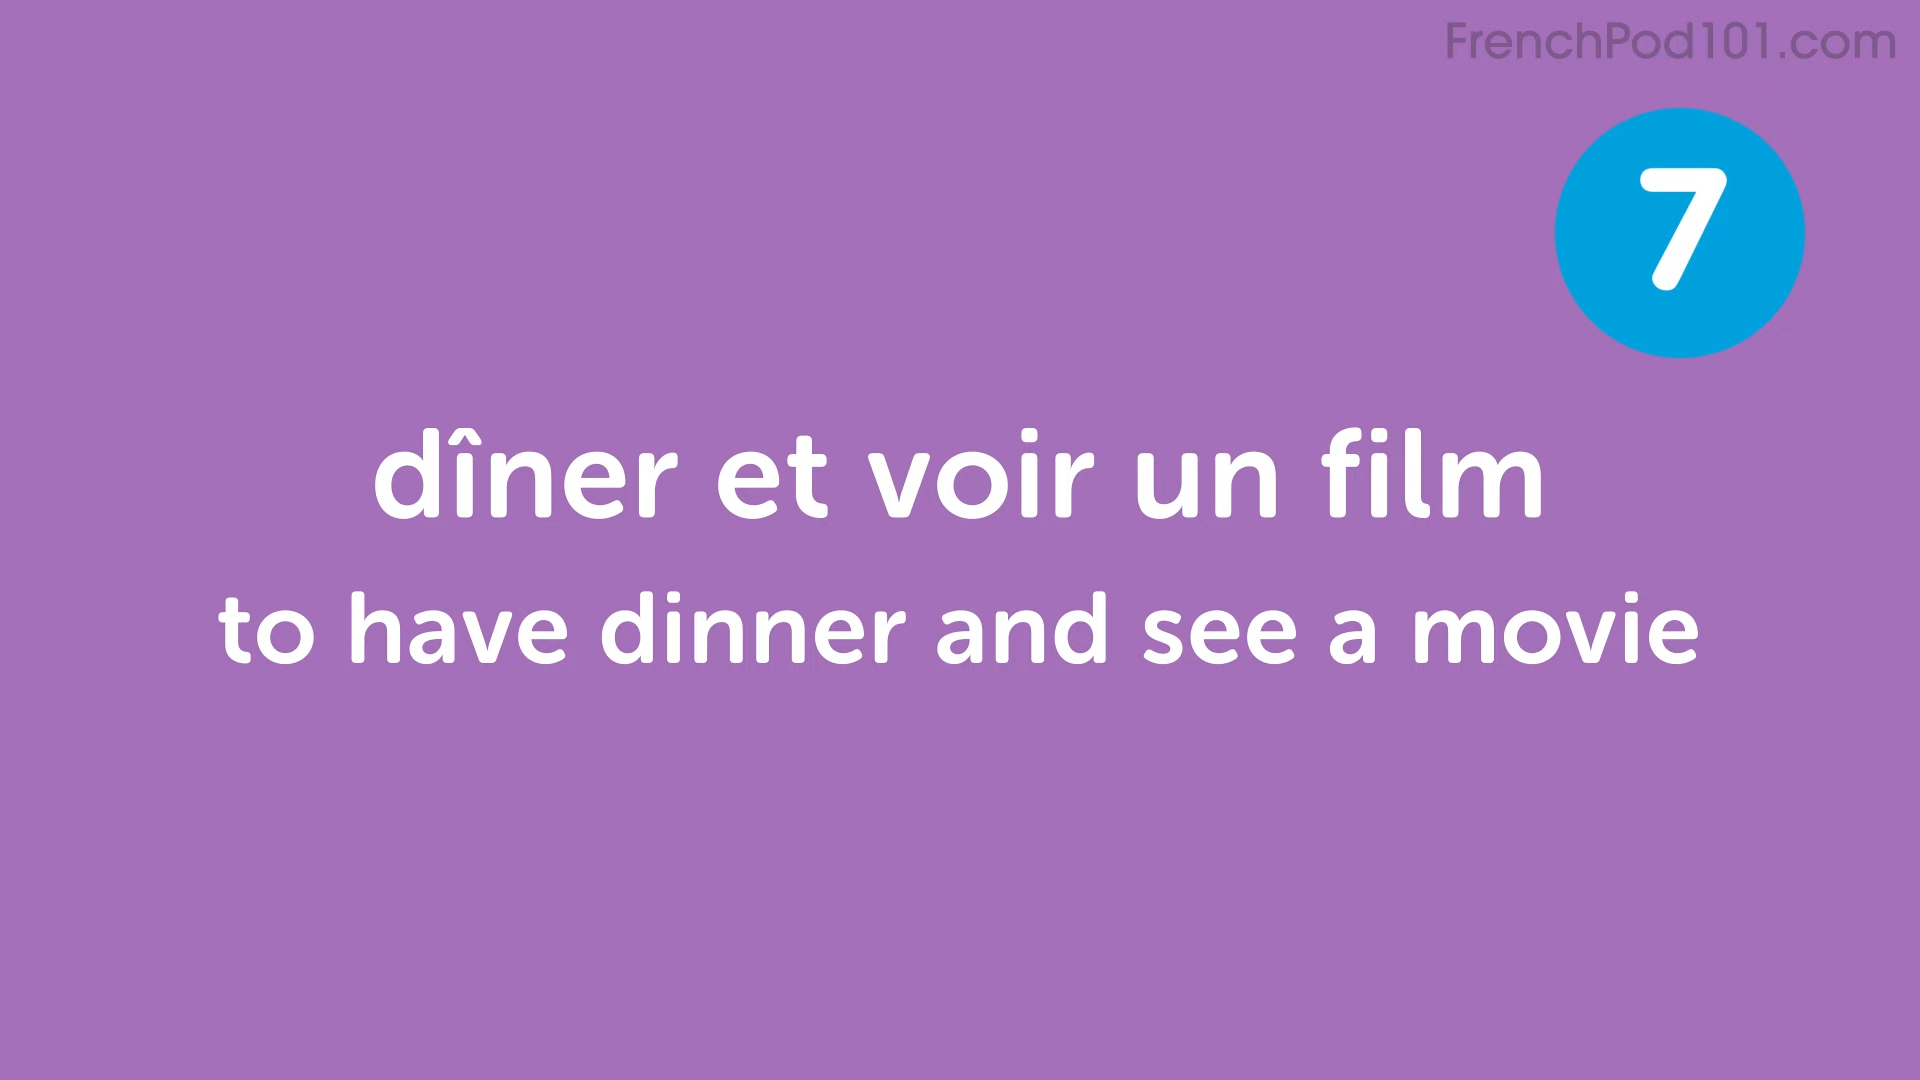 FrenchPod101.com
7
dîner et voir un film
to have dinner and see a movie